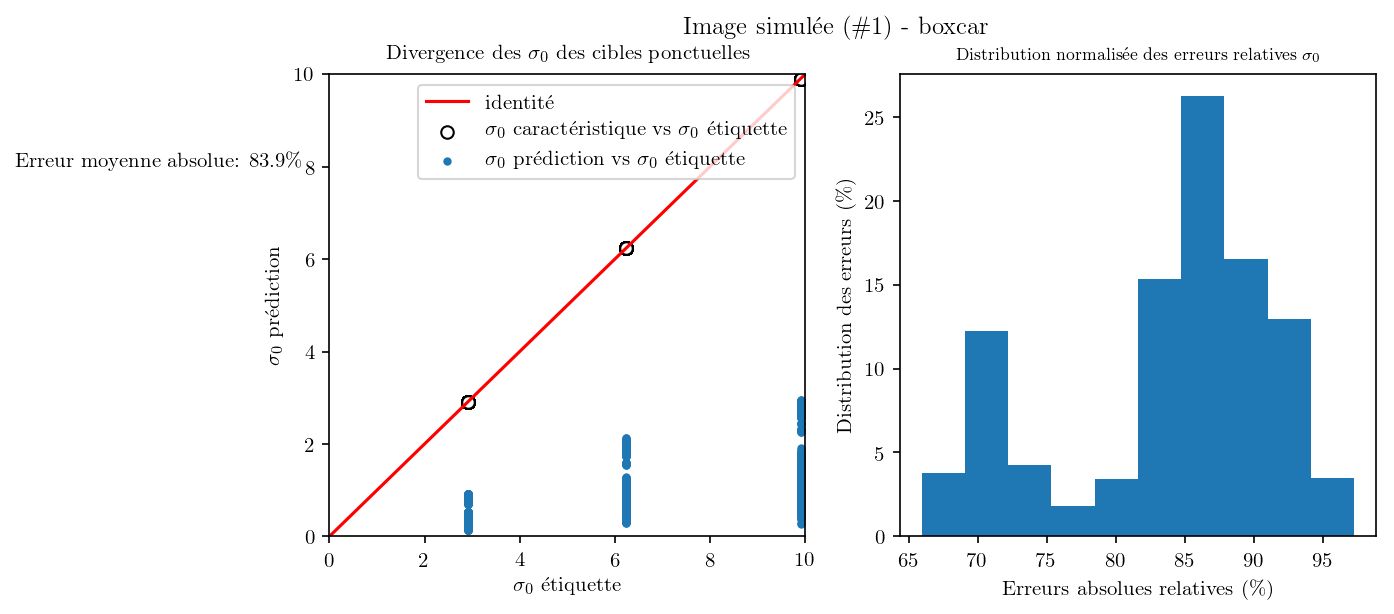 Image simulée (#1) - boxcar
Divergence des σ0 des cibles ponctuelles
identité
σ0 caractéristique vs σ0 étiquette
σ0 prédiction vs σ0 étiquette
Erreur moyenne absolue: 83.9%
10
8
6
4
2
0
σ0 prédiction
0 2 4 6 8 10
σ0 étiquette
Distribution normalisée des erreurs relatives σ0
25
20
15
10
5
0
Distribution des erreurs (%)
65 70 75 80 85 90 95
Erreurs absolues relatives (%)